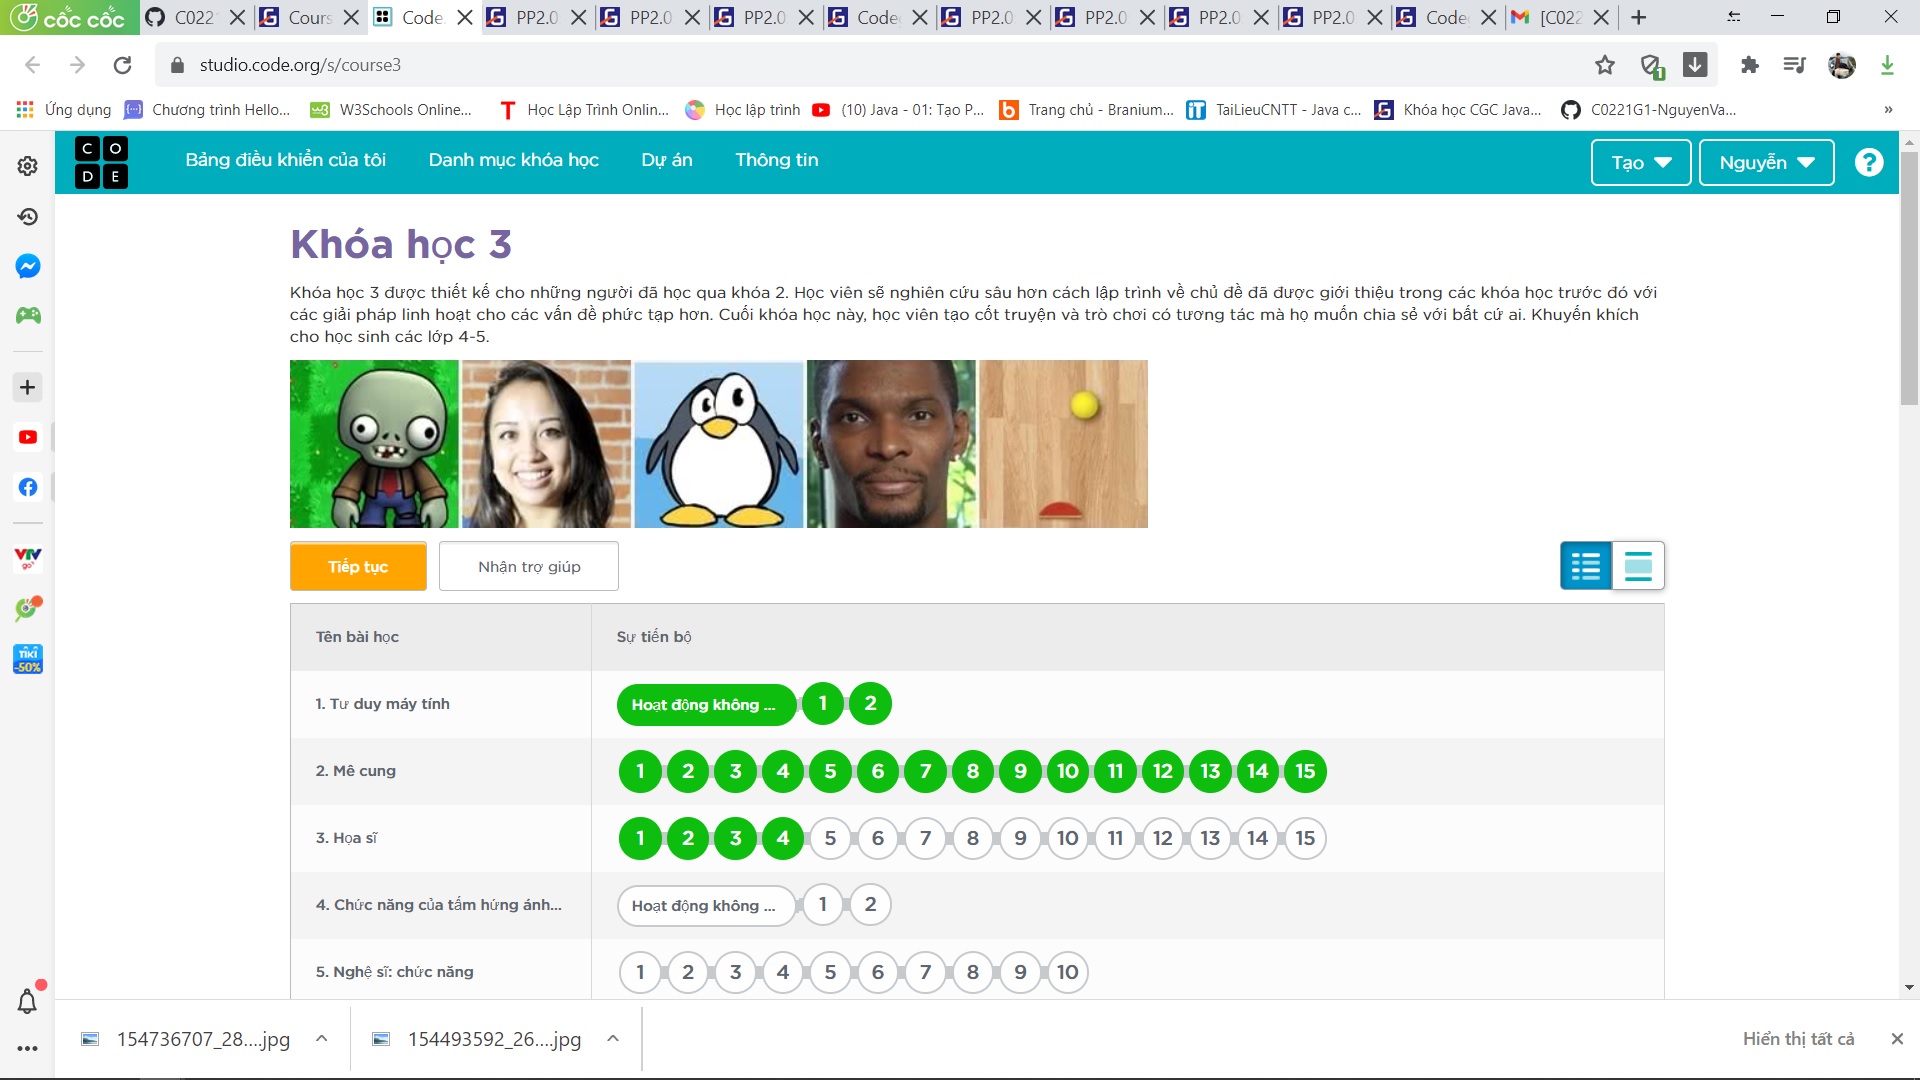 cốc cốc
C022
Cours
Code.
PP2.0
PP2.0
PP2.0
Code
PP2.0
PP2.0
PP2.0
PP2.0
Code
[C022
studio.code.org/s/course3
1
Ứng dụng
Chương trình Hello...
W3Schools Online...
Học Lập Trình Onlin...
Học lập trình
(10) Java - 01: Tạo P...
Trang chủ - Branium...
TaiLieuCNTT - Java c...
Khóa học CGC Java...
C0221G1-NguyenVa...
»
C O
D E
Bảng điều khiển của tôi
Danh mục khóa học
Dự án
Thông tin
Tạo
Nguyễn
?
Khóa học 3
Khóa học 3 được thiết kế cho những người đã học qua khóa 2. Học viên sẽ nghiên cứu sâu hơn cách lập trình về chủ đề đã được giới thiệu trong các khóa học trước đó với
các giải pháp linh hoạt cho các vấn đề phức tạp hơn. Cuối khóa học này, học viên tạo cốt truyện và trò chơi có tương tác mà họ muốn chia sẻ với bất cứ ai. Khuyến khích
cho học sinh các lớp 4-5.
Tiếp tục
Nhận trợ giúp
Tên bài học
Sự tiến bộ
1. Tư duy máy tính
Hoạt động không ... 1 2
2. Mê cung
1 2 3 4 5 6 7 8 9 10 11 12 13 14 15
3. Họa sĩ
1 2 3 4 5 6 7 8 9 10 11 12 13 14 15
4. Chức năng của tấm hứng ánh...
Hoạt động không ... 1 2
5. Nghệ sĩ: chức năng
1 2 3 4 5 6 7 8 9 10
VTV
go
TIKI
-50%
154736707_28....jpg
154493592_26....jpg
Hiển thị tất cả